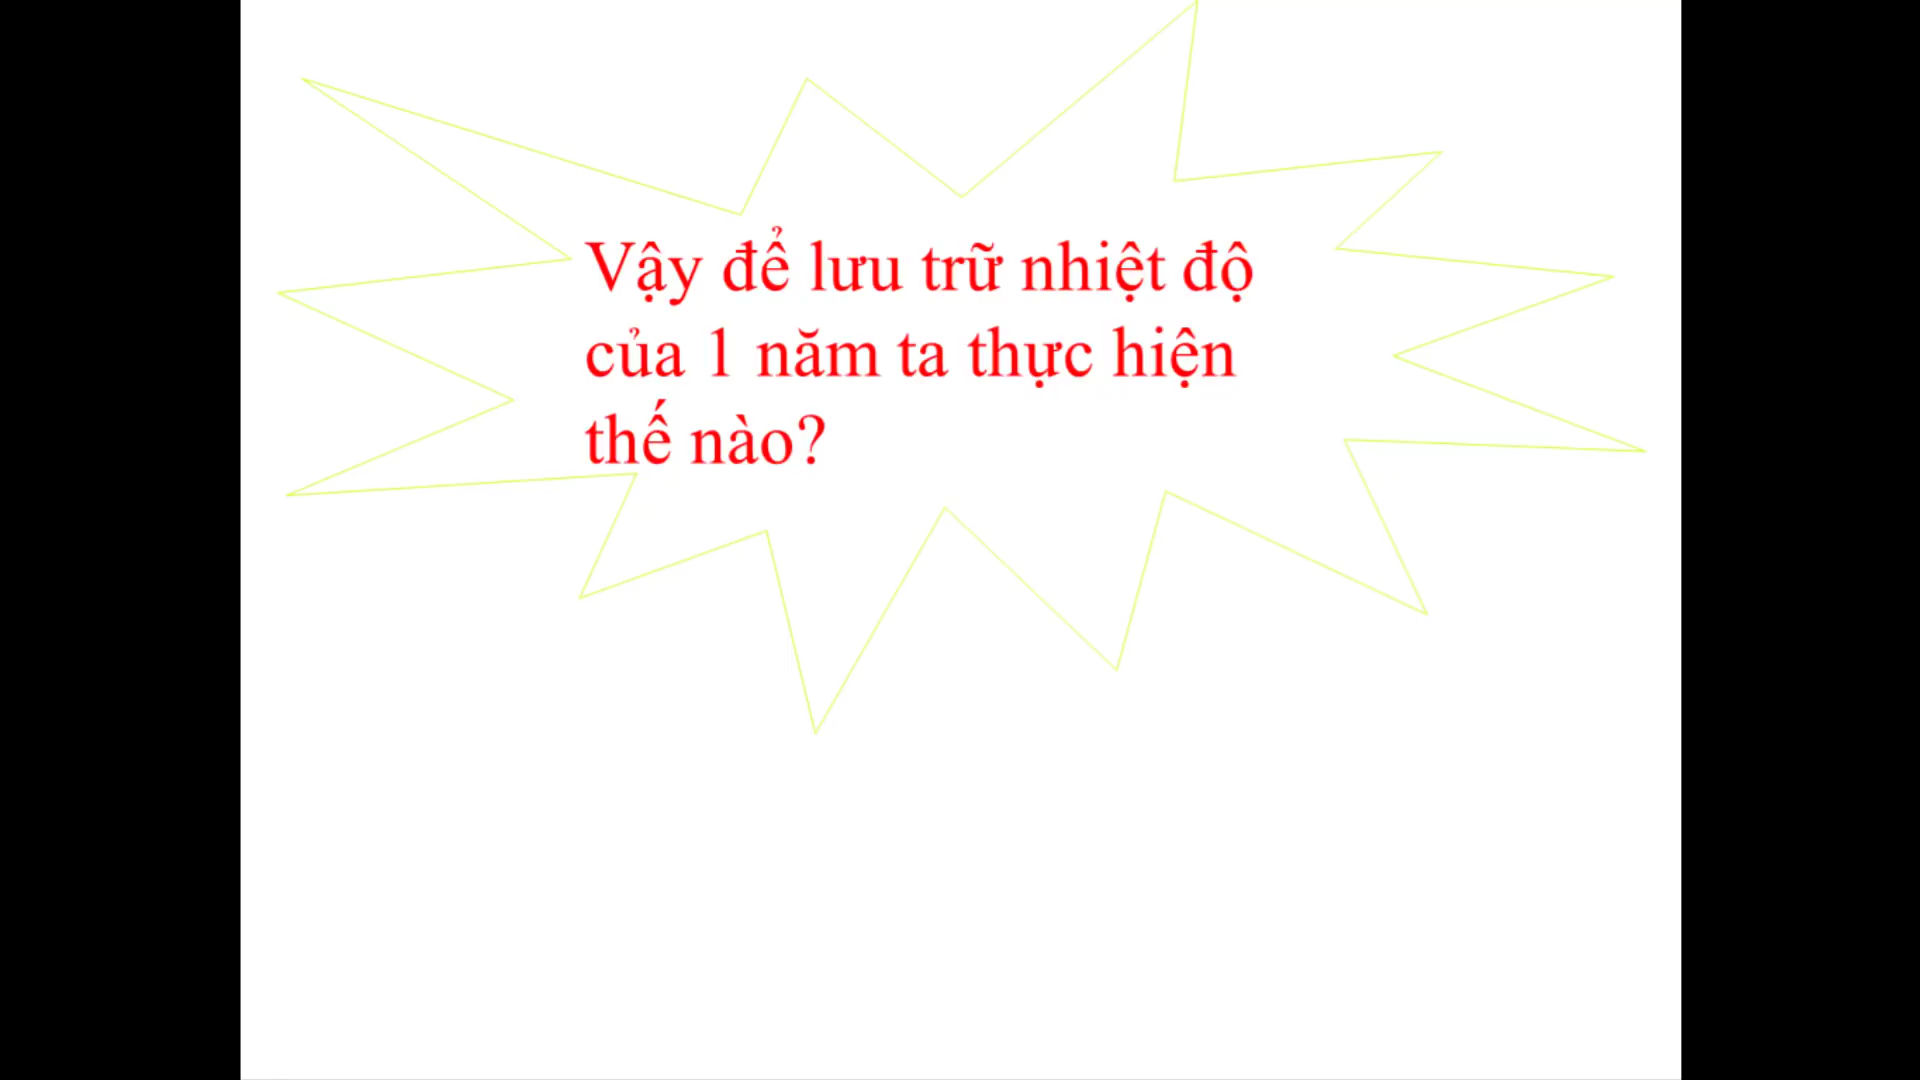 Vậy để lưu trữ nhiệt độ
của 1 năm ta thực hiện
thế nào?